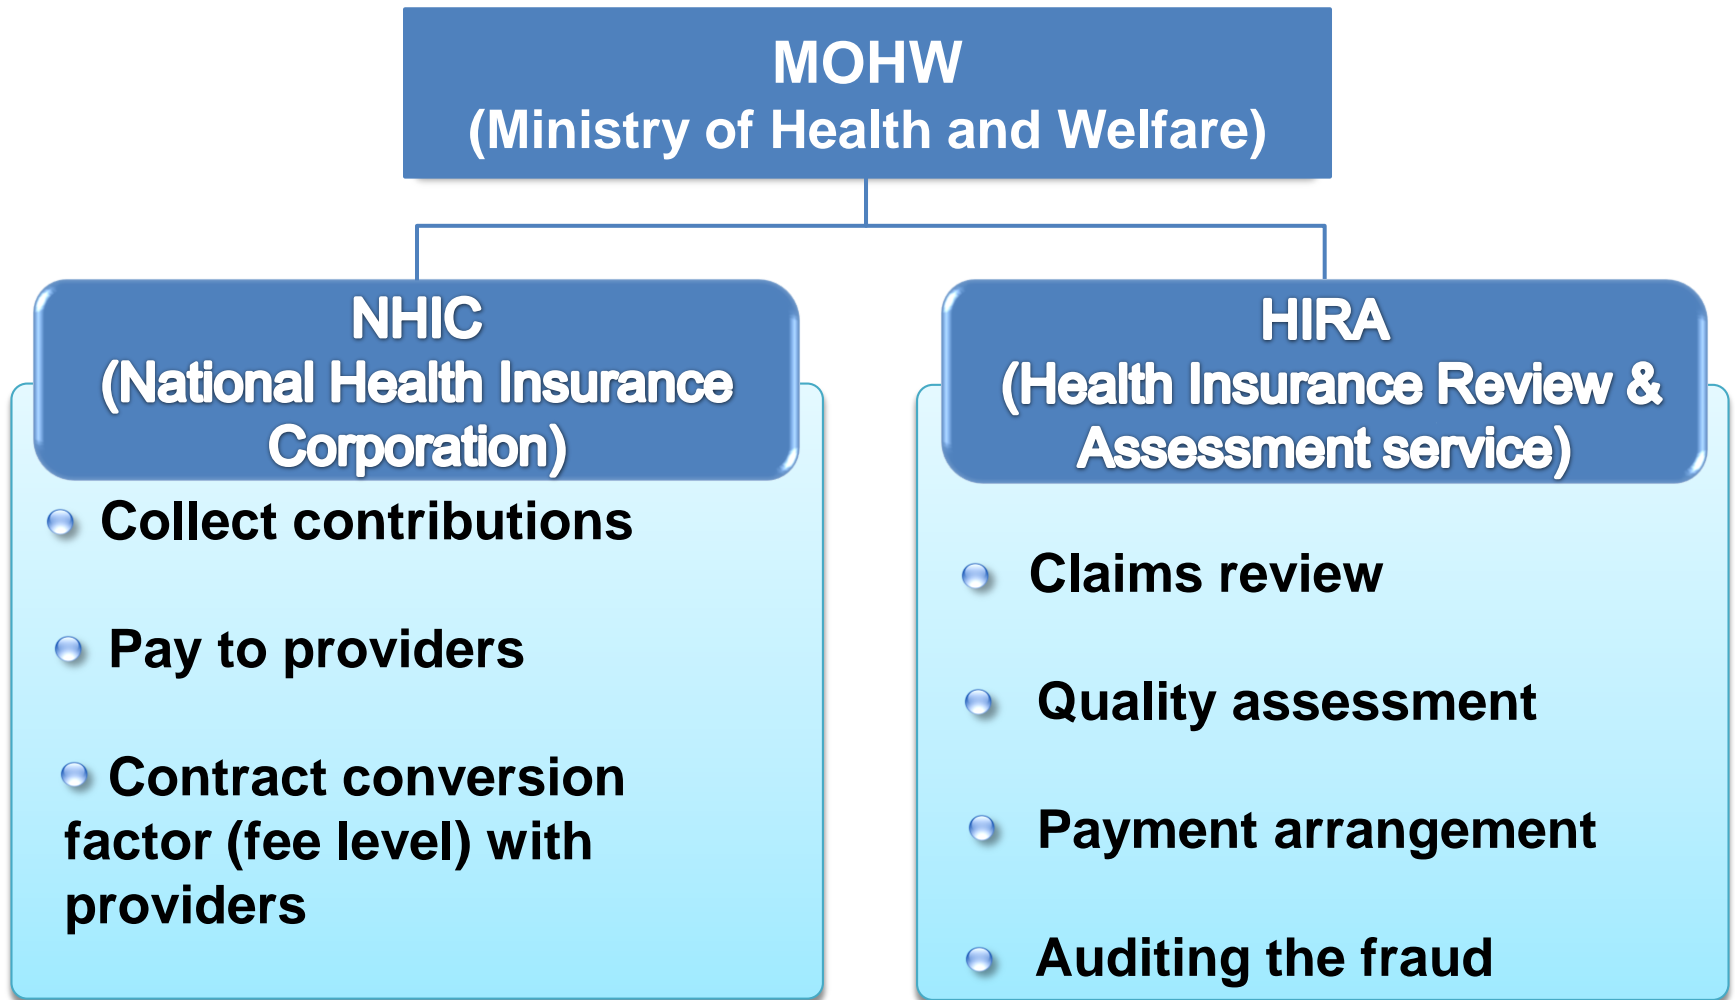 MOHW
(Ministry of Health and Welfare)
NHIC
(National Health Insurance
Corporation)
Collect contributions
Pay to providers
Contract conversion
factor (fee level) with
providers
HIRA
(Health Insurance Review &
Assessment service)
Claims review
Quality assessment
Payment arrangement
Auditing the fraud